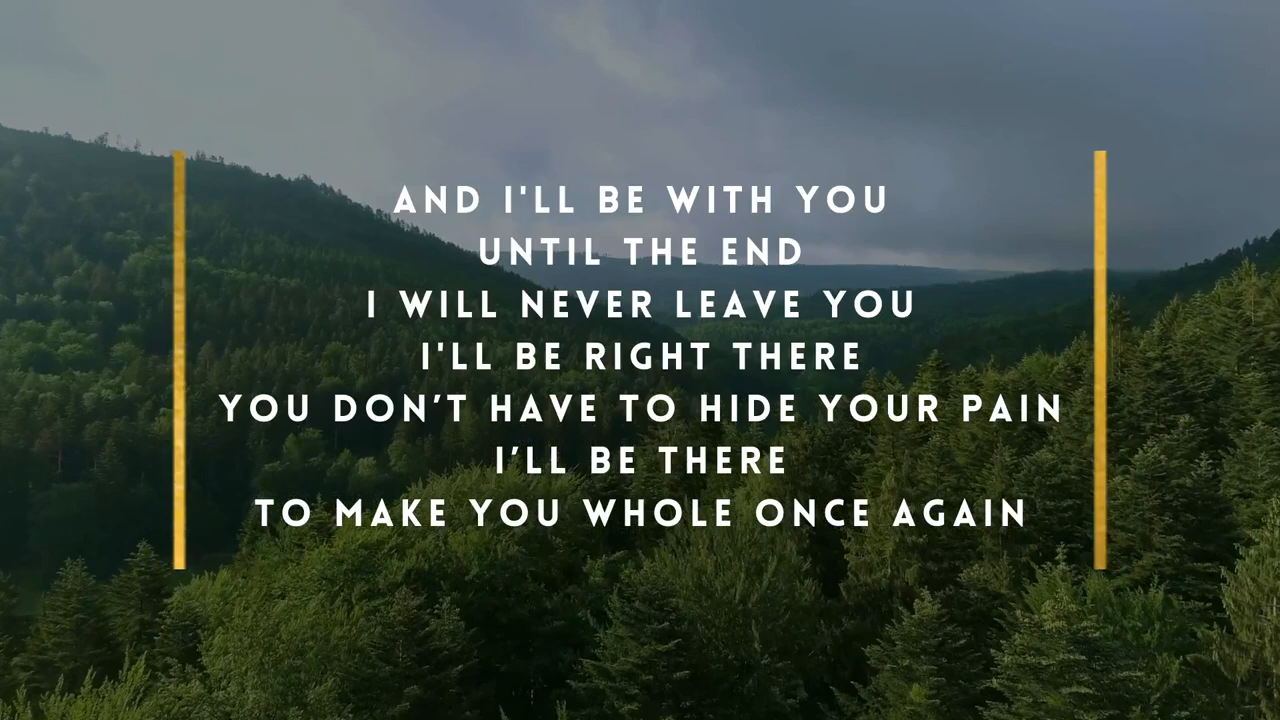 AND I'LL BE WITH YOU
UNTIL THE END
I WILL NEVER LEAVE YOU
I'LL BE RIGHT THERE
YOU DON’T HAVE TO HIDE YOUR PAIN
I’LL BE THERE
TO MAKE YOU WHOLE ONCE AGAIN